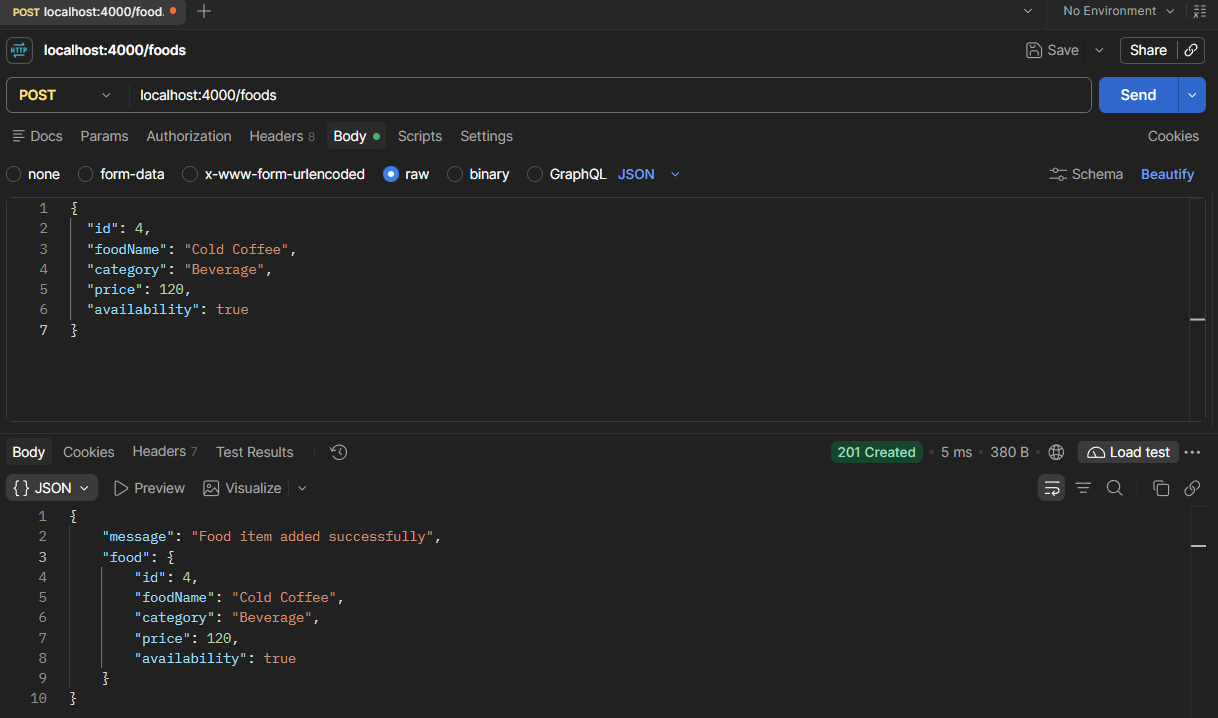 POST localhost:4000/food.
No Environment
HTTP localhost:4000/foods
Save
Share
POST localhost:4000/foods
Send
Docs Params Authorization Headers 8 Body Scripts Settings
Cookies
none form-data x-www-form-urlencoded raw binary GraphQL JSON
Schema Beautify
1 {
2 "id": 4,
3 "foodName": "Cold Coffee",
4 "category": "Beverage",
5 "price": 120,
6 "availability": true
7 }
Body Cookies Headers 7 Test Results
201 Created 5 ms 380 B Load test
{} JSON Preview Visualize
1 {
2 "message": "Food item added successfully",
3 "food": {
4 "id": 4,
5 "foodName": "Cold Coffee",
6 "category": "Beverage",
7 "price": 120,
8 "availability": true
9 }
10 }